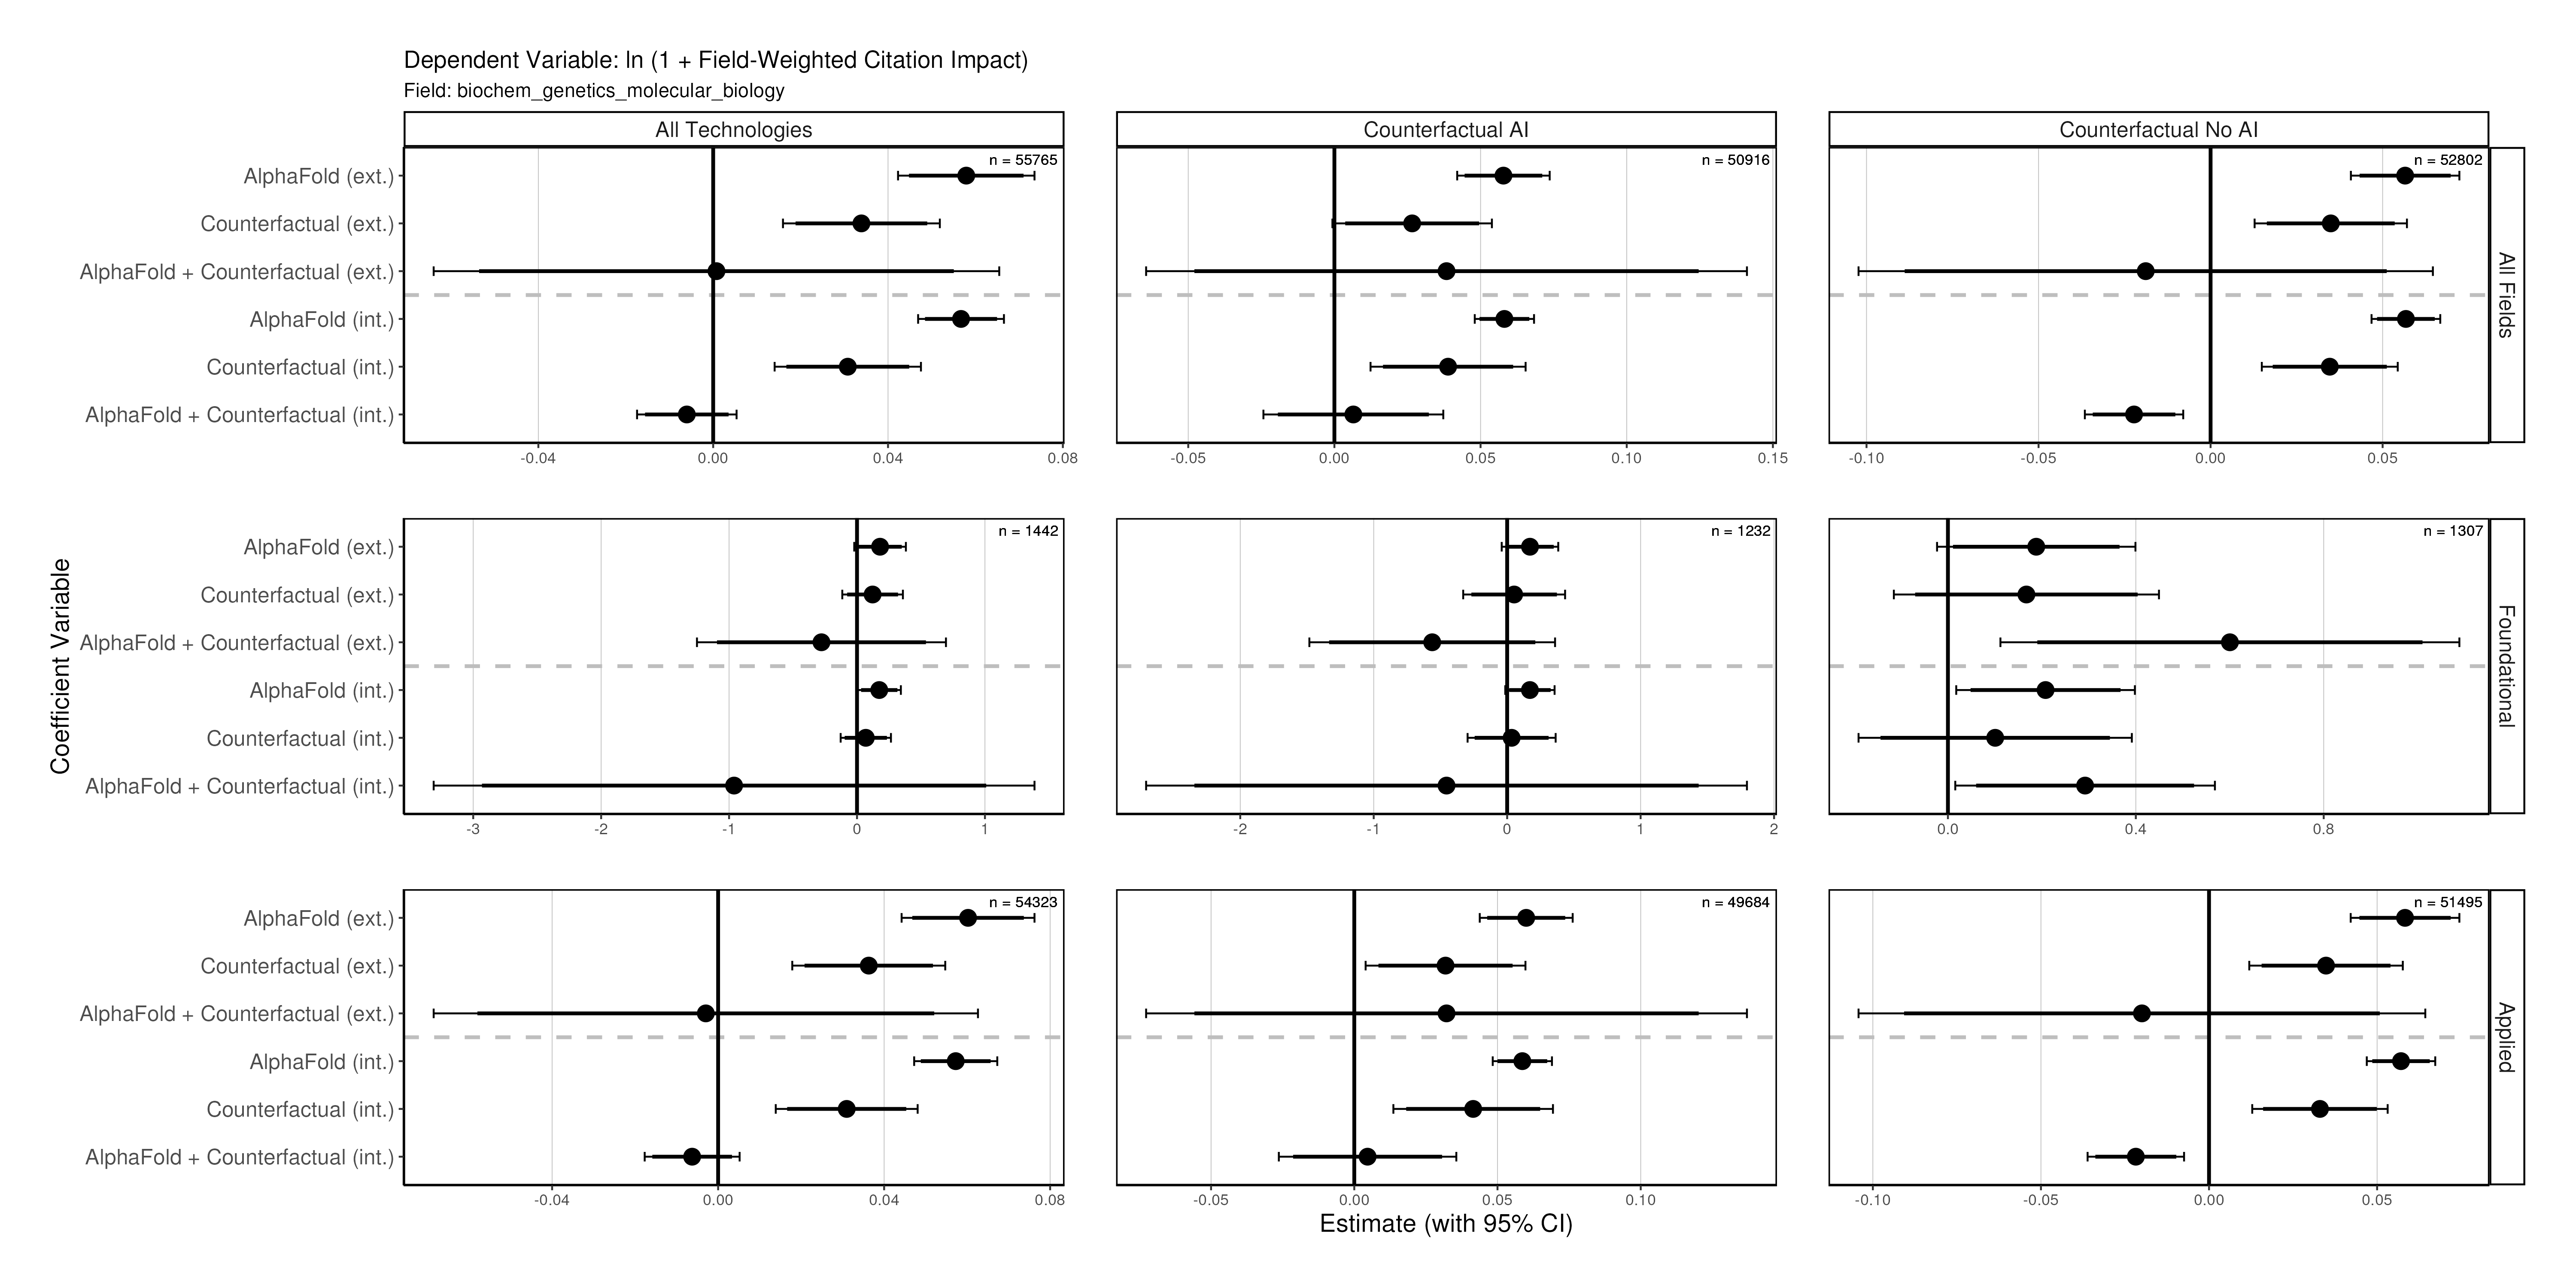 Dependent Variable: ln (1 + Field-Weighted Citation Impact)
Field: biochem_genetics_molecular_biology
All Technologies
Counterfactual AI
Counterfactual No AI
Coefficient Variable
AlphaFold (ext.)
Counterfactual (ext.)
AlphaFold + Counterfactual (ext.)
AlphaFold (int.)
Counterfactual (int.)
AlphaFold + Counterfactual (int.)
n = 55765
n = 50916
n = 52802
All Fields
-0.04 0.00 0.04 0.08
-0.05 0.00 0.05 0.10 0.15
-0.10 -0.05 0.00 0.05
AlphaFold (ext.)
Counterfactual (ext.)
AlphaFold + Counterfactual (ext.)
AlphaFold (int.)
Counterfactual (int.)
AlphaFold + Counterfactual (int.)
n = 1442
n = 1232
n = 1307
Foundational
-3 -2 -1 0 1
-2 -1 0 1 2
0.0 0.4 0.8
AlphaFold (ext.)
Counterfactual (ext.)
AlphaFold + Counterfactual (ext.)
AlphaFold (int.)
Counterfactual (int.)
AlphaFold + Counterfactual (int.)
n = 54323
n = 49684
n = 51495
Applied
-0.04 0.00 0.04 0.08
-0.05 0.00 0.05 0.10
-0.10 -0.05 0.00 0.05
Estimate (with 95% CI)